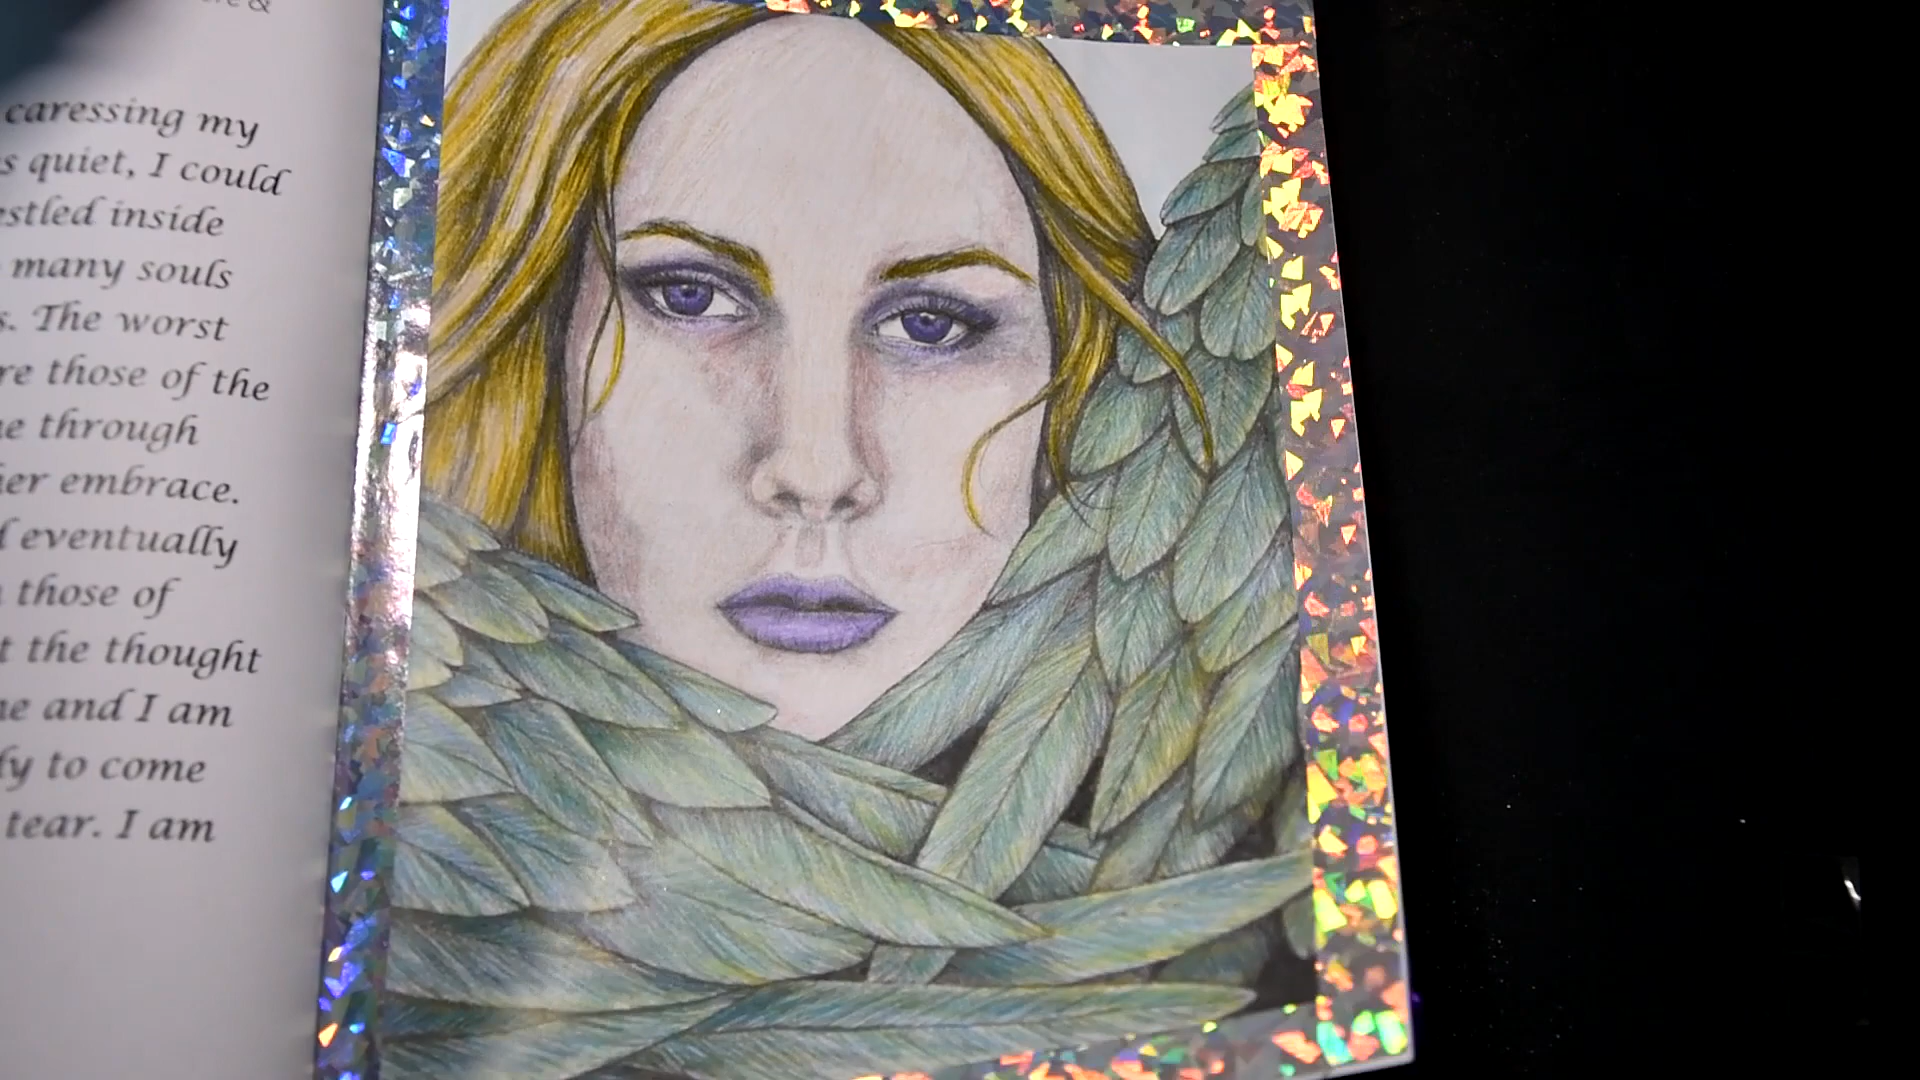 &
caressing my
s quiet, I could
estled inside
many souls
s. The worst
re those of the
e through
er embrace.
eventually
those of
t the thought
e and I am
y to come
tear. I am